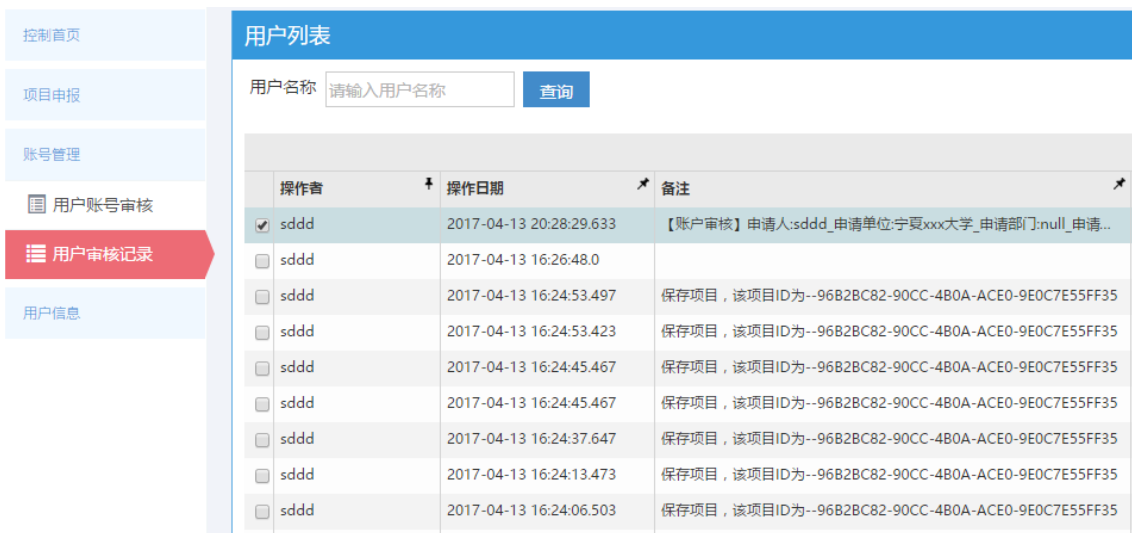 控制首页
项目申报
账号管理
用户账号审核
用户审核记录
用户信息
用户列表
用户名称 请输入用户名称 查询
操作者 操作日期 备注
sddd 2017-04-13 20:28:29.633 【账户审核】申请人:sddd_申请单位:宁夏xxx大学_申请部门:null_申请...
sddd 2017-04-13 16:26:48.0
sddd 2017-04-13 16:24:53.497 保存项目，该项目ID为--96B2BC82-90CC-4B0A-ACE0-9E0C7E55FF35
sddd 2017-04-13 16:24:53.423 保存项目，该项目ID为--96B2BC82-90CC-4B0A-ACE0-9E0C7E55FF35
sddd 2017-04-13 16:24:45.467 保存项目，该项目ID为--96B2BC82-90CC-4B0A-ACE0-9E0C7E55FF35
sddd 2017-04-13 16:24:45.467 保存项目，该项目ID为--96B2BC82-90CC-4B0A-ACE0-9E0C7E55FF35
sddd 2017-04-13 16:24:37.647 保存项目，该项目ID为--96B2BC82-90CC-4B0A-ACE0-9E0C7E55FF35
sddd 2017-04-13 16:24:13.473 保存项目，该项目ID为--96B2BC82-90CC-4B0A-ACE0-9E0C7E55FF35
sddd 2017-04-13 16:24:06.503 保存项目，该项目ID为--96B2BC82-90CC-4B0A-ACE0-9E0C7E55FF35